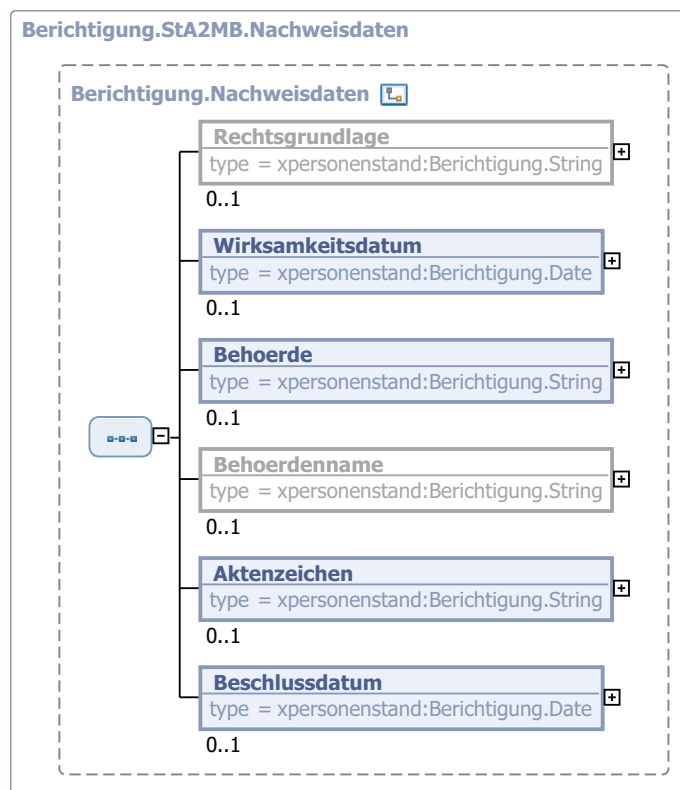 Berichtigung.StA2MB.Nachweisdaten
Berichtigung.Nachweisdaten
Rechtsgrundlage
type = xpersonenstand:Berichtigung.String
0..1
Wirksamkeitsdatum
type = xpersonenstand:Berichtigung.Date
0..1
Behoerde
type = xpersonenstand:Berichtigung.String
0..1
Behoerdenname
type = xpersonenstand:Berichtigung.String
0..1
Aktenzeichen
type = xpersonenstand:Berichtigung.String
0..1
Beschlussdatum
type = xpersonenstand:Berichtigung.Date
0..1